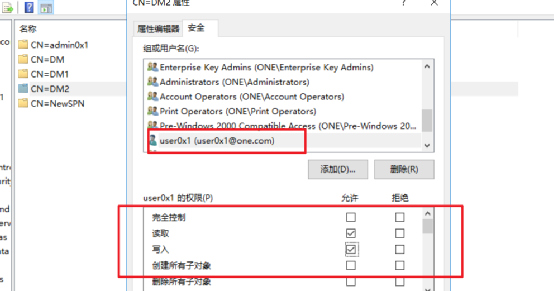 CN=DM2 属性
属性编辑器 安全
组或用户名(G):
名称
CN=admin0x1
CN=DM
CN=DM1
CN=DM2
CN=NewSPN
Enterprise Key Admins (ONE\Enterprise Key Admins)
Administrators (ONE\Administrators)
Account Operators (ONE\Account Operators)
Print Operators (ONE\Print Operators)
Pre-Windows 2000 Compatible Access (ONE\Pre-Windows 20...
user0x1 (user0x1@one.com)
添加(D)... 删除(R)
user0x1 的权限(P) 允许 拒绝
完全控制
读取
写入
创建所有子对象
删除所有子对象